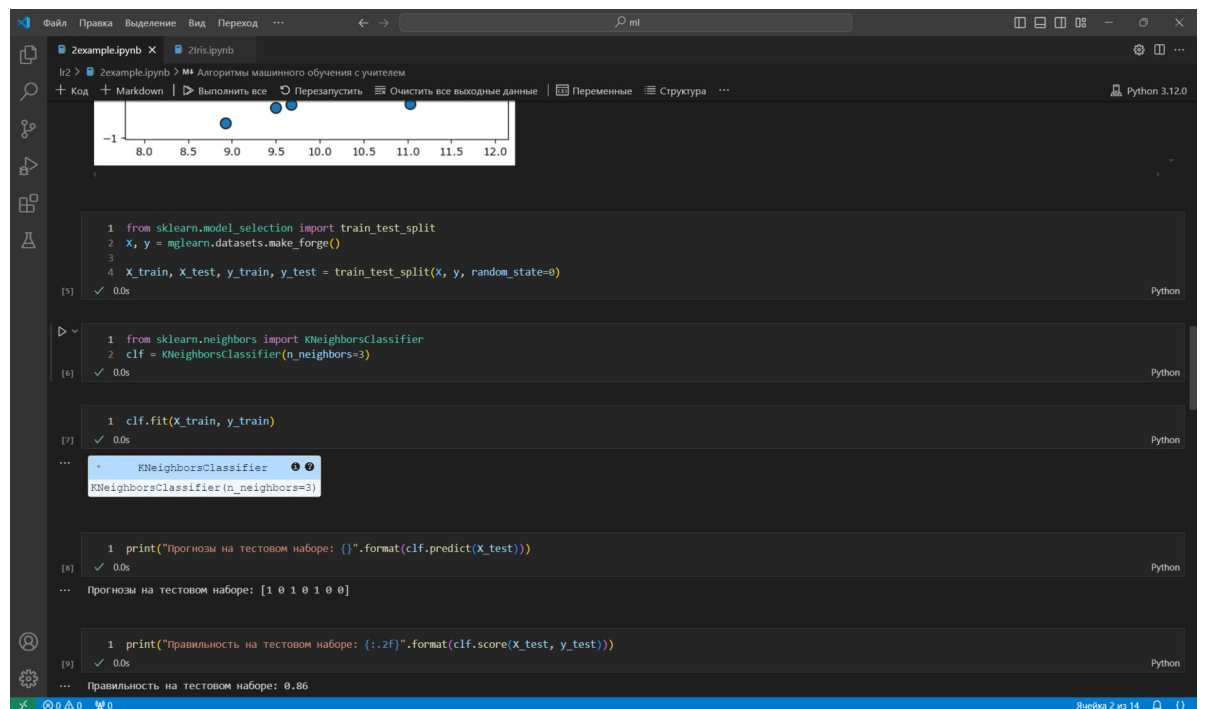 Файл Правка Выделение Вид Переход ··· ml
2example.ipynb 2Iris.ipynb
lr2 > 2example.ipynb > M↓ Алгоритмы машинного обучения с учителем
+ Код + Markdown | Выполнить все Перезапустить Очистить все выходные данные | Переменные Структура ··· Python 3.12.0
−1
8.0 8.5 9.0 9.5 10.0 10.5 11.0 11.5 12.0
1 from sklearn.model_selection import train_test_split
2 X, y = mglearn.datasets.make_forge()
3
4 X_train, X_test, y_train, y_test = train_test_split(X, y, random_state=0)
[5] ✓ 0.0s Python
1 from sklearn.neighbors import KNeighborsClassifier
2 clf = KNeighborsClassifier(n_neighbors=3)
[6] ✓ 0.0s Python
1 clf.fit(X_train, y_train)
[7] ✓ 0.0s Python
··· KNeighborsClassifier
KNeighborsClassifier(n_neighbors=3)
1 print("Прогнозы на тестовом наборе: {}".format(clf.predict(X_test)))
[8] ✓ 0.0s Python
··· Прогнозы на тестовом наборе: [1 0 1 0 1 0 0]
1 print("Правильность на тестовом наборе: {:.2f}".format(clf.score(X_test, y_test)))
[9] ✓ 0.0s Python
··· Правильность на тестовом наборе: 0.86
0 0 0 Ячейка 2 из 14 {}